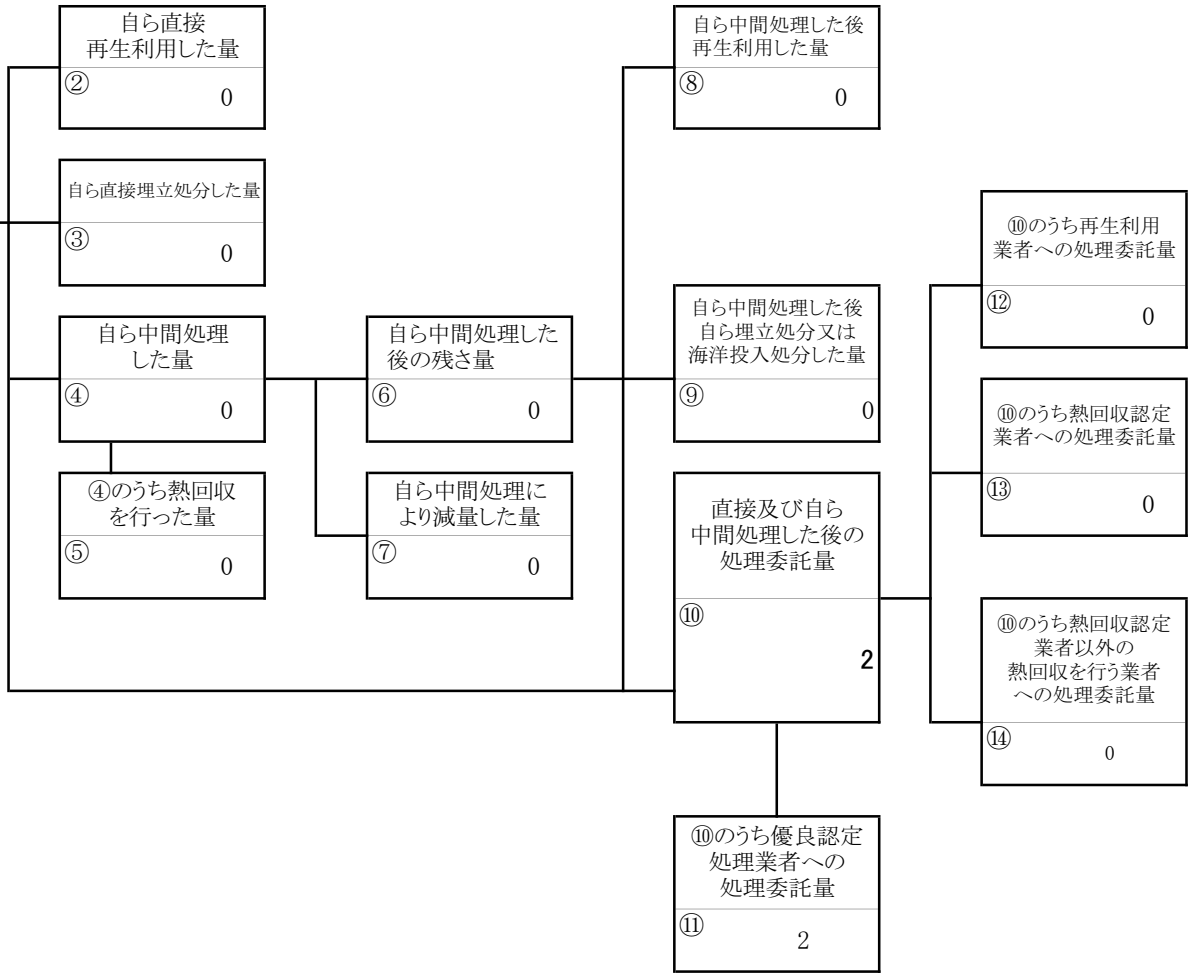 自ら直接
再生利用した量
②
0
自ら直接埋立処分した量
③
0
自ら中間処理
した量
④
0
④のうち熱回収
を行った量
⑤
0
自ら中間処理した
後の残さ量
⑥
0
自ら中間処理に
より減量した量
⑦
0
自ら中間処理した後
再生利用した量
⑧
0
自ら中間処理した後
自ら埋立処分又は
海洋投入処分した量
⑨
0
直接及び自ら
中間処理した後の
処理委託量
⑩
2
⑩のうち優良認定
処理業者への
処理委託量
⑪
2
⑩のうち再生利用
業者への処理委託量
⑫
0
⑩のうち熱回収認定
業者への処理委託量
⑬
0
⑩のうち熱回収認定
業者以外の
熱回収を行う業者
への処理委託量
⑭
0